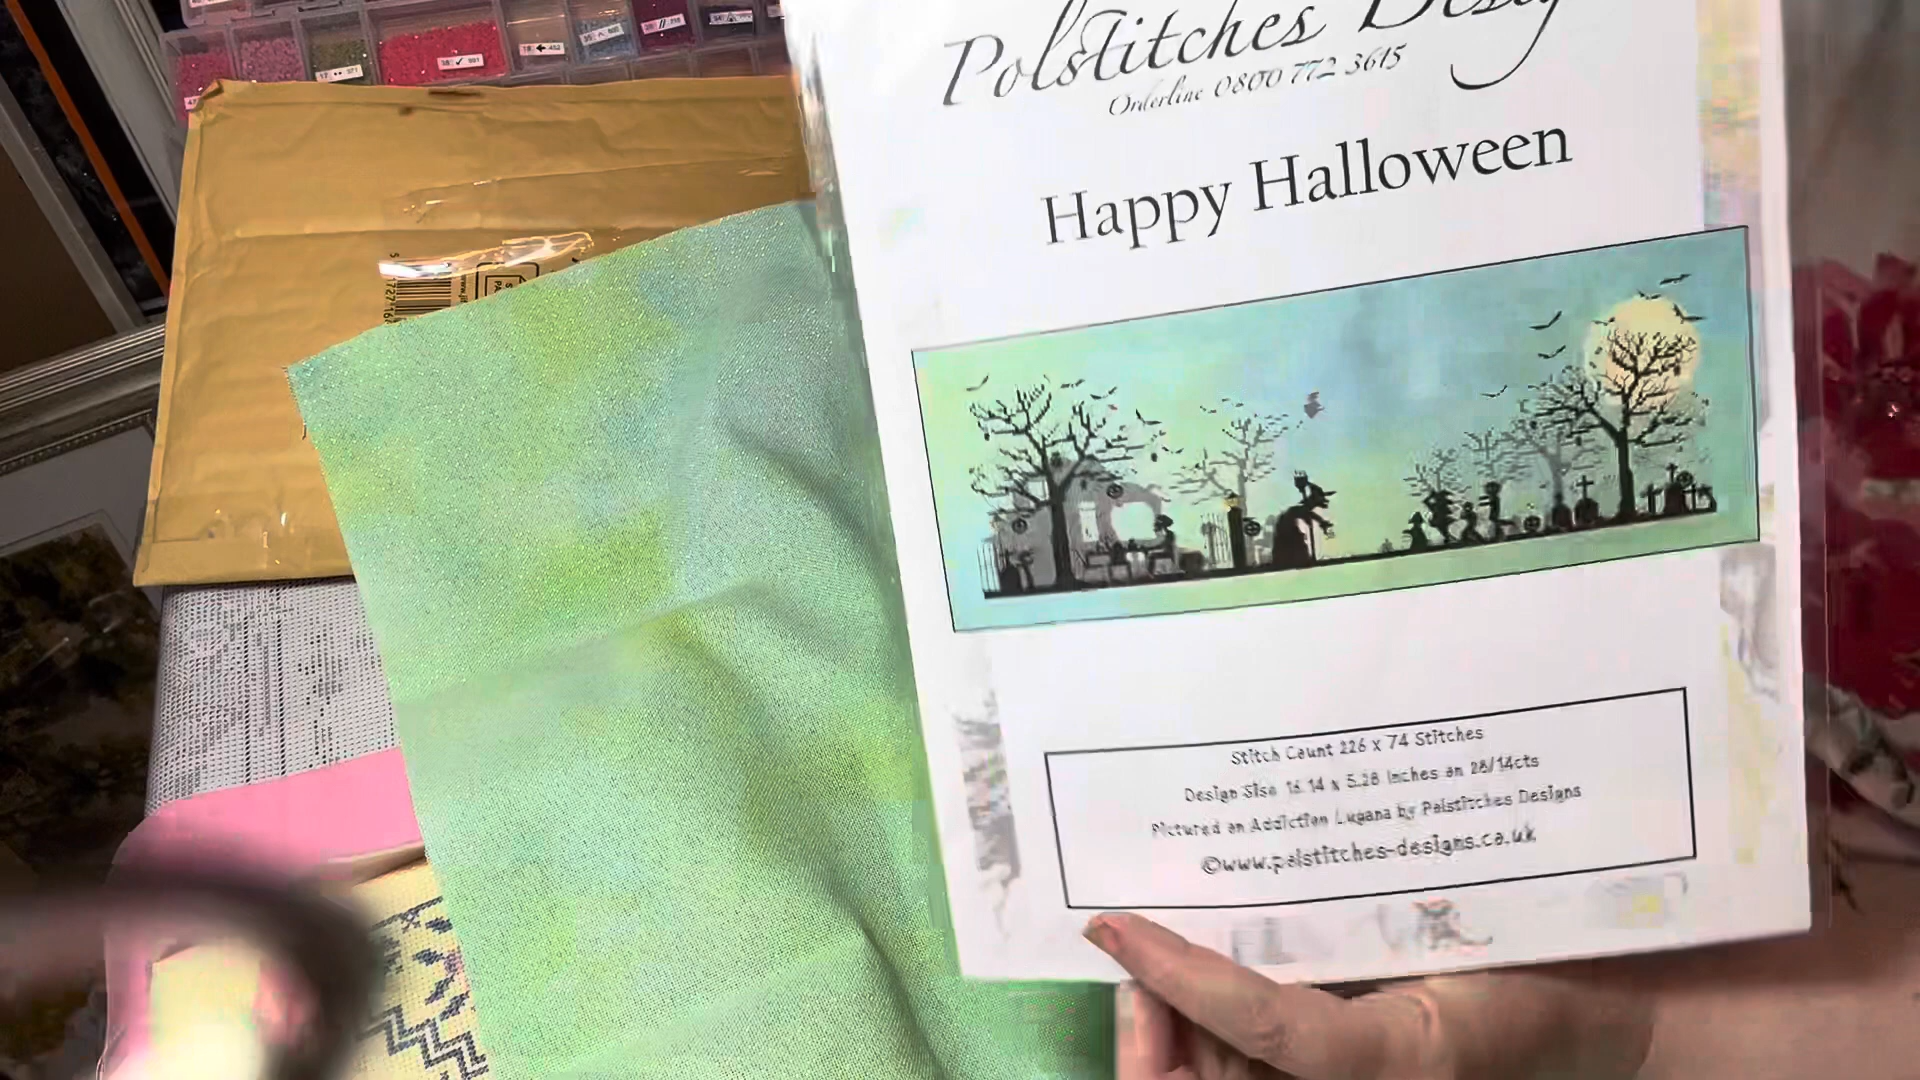 Polstitches Desig
Orderline 0800 772 3615
Happy Halloween
Stitch Count 226 x 74 Stitches
Design Size 16.14 x 5.28 Inches on 28/14cts
Pictured on Addiction Lugana by Polstitches Designs
©www.polstitches-designs.co.uk